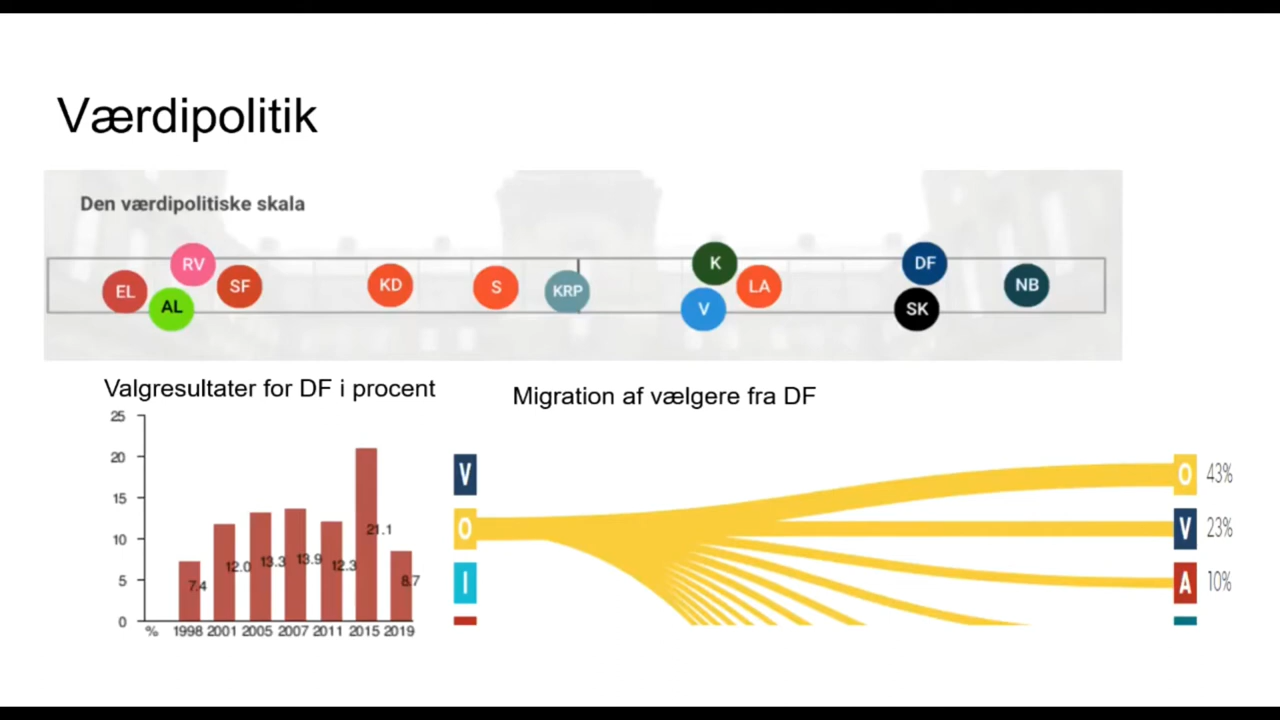 Værdipolitik
Den værdipolitiske skala
EL
RV
AL
SF
KD
S
KRP
K
V
LA
DF
SK
NB
Valgresultater for DF i procent
25
20
15
10
5
0
7.4
12.0
13.3
13.9
12.3
21.1
8.7
% 1998 2001 2005 2007 2011 2015 2019
Migration af vælgere fra DF
V
O
I
O 43%
V 23%
A 10%